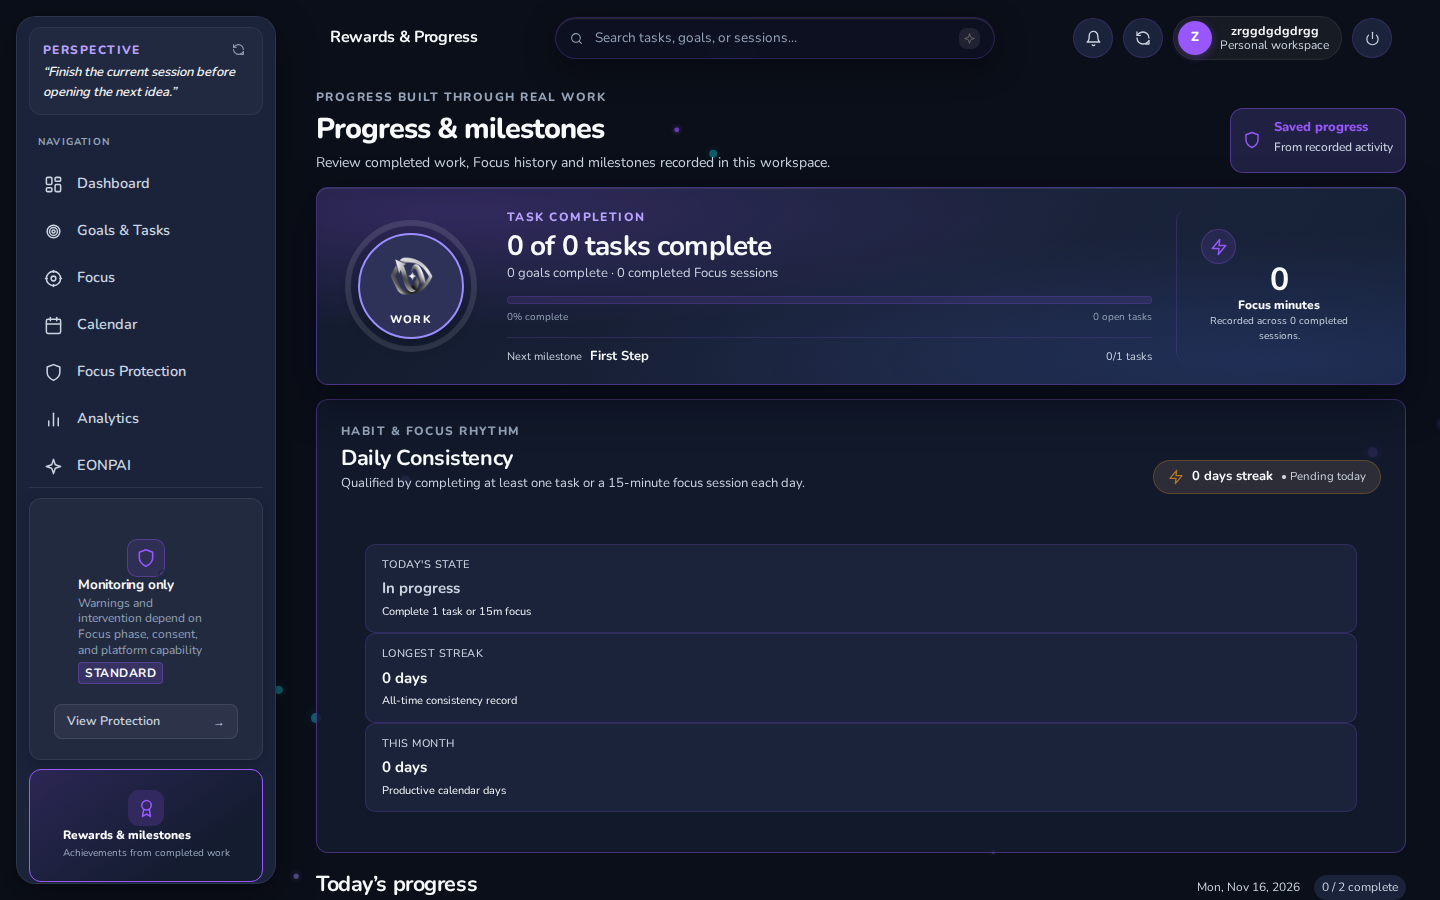 PERSPECTIVE
“Finish the current session before
opening the next idea.”
NAVIGATION
Dashboard
Goals & Tasks
Focus
Calendar
Focus Protection
Analytics
EONPAI
Monitoring only
Warnings and
intervention depend on
Focus phase, consent,
and platform capability
STANDARD
View Protection →
Rewards & milestones
Achievements from completed work
Rewards & Progress
Search tasks, goals, or sessions...
Z
zrggdgdgdrgg
Personal workspace
PROGRESS BUILT THROUGH REAL WORK
Progress & milestones
Review completed work, Focus history and milestones recorded in this workspace.
Saved progress
From recorded activity
WORK
TASK COMPLETION
0 of 0 tasks complete
0 goals complete · 0 completed Focus sessions
0% complete
0 open tasks
Next milestone First Step
0/1 tasks
0
Focus minutes
Recorded across 0 completed
sessions.
HABIT & FOCUS RHYTHM
Daily Consistency
Qualified by completing at least one task or a 15-minute focus session each day.
0 days streak • Pending today
TODAY'S STATE
In progress
Complete 1 task or 15m focus
LONGEST STREAK
0 days
All-time consistency record
THIS MONTH
0 days
Productive calendar days
Today’s progress
Mon, Nov 16, 2026
0 / 2 complete